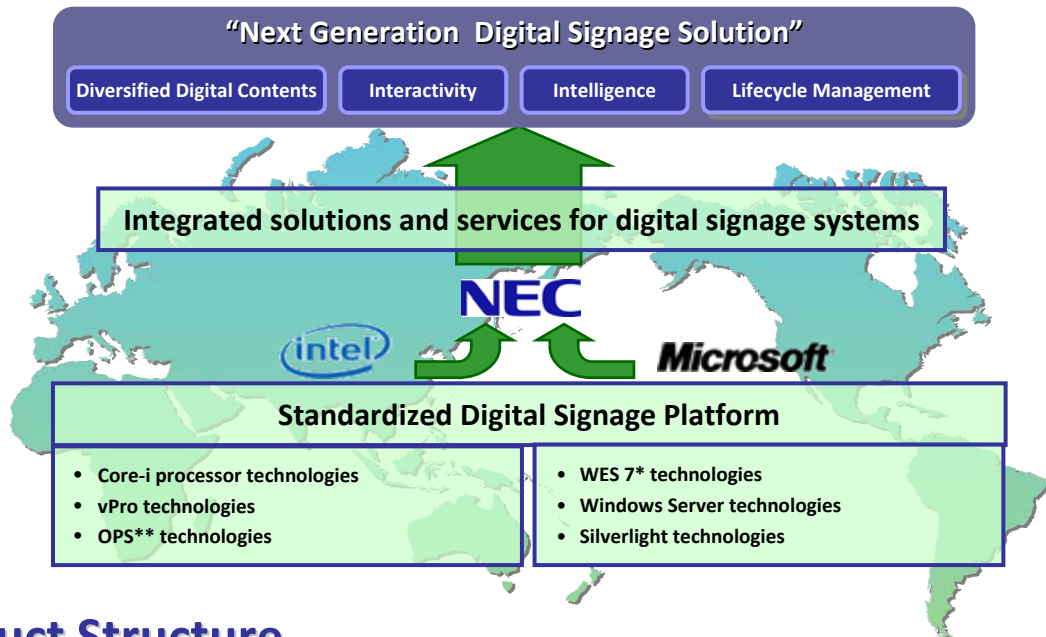 “Next Generation Digital Signage Solution”
Diversified Digital Contents
Interactivity
Intelligence
Lifecycle Management
Integrated solutions and services for digital signage systems
NEC
intel
Microsoft
Standardized Digital Signage Platform
• Core-i processor technologies
• vPro technologies
• OPS** technologies
• WES 7* technologies
• Windows Server technologies
• Silverlight technologies
uct Structure